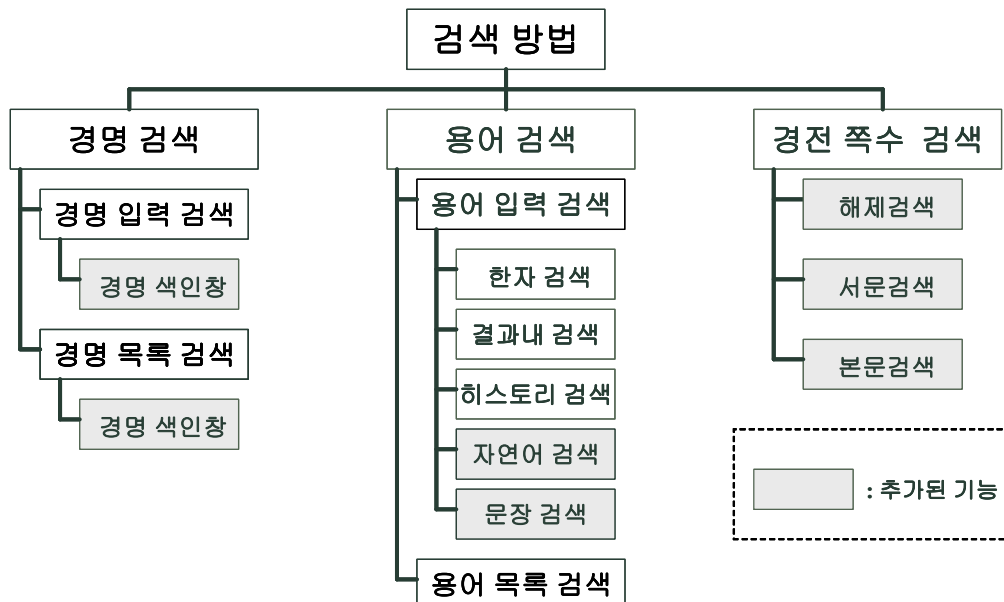 검색 방법
경명 검색
경명 입력 검색
경명 색인창
경명 목록 검색
경명 색인창
용어 검색
용어 입력 검색
한자 검색
결과내 검색
히스토리 검색
자연어 검색
문장 검색
용어 목록 검색
경전 쪽수 검색
해제검색
서문검색
본문검색
: 추가된 기능